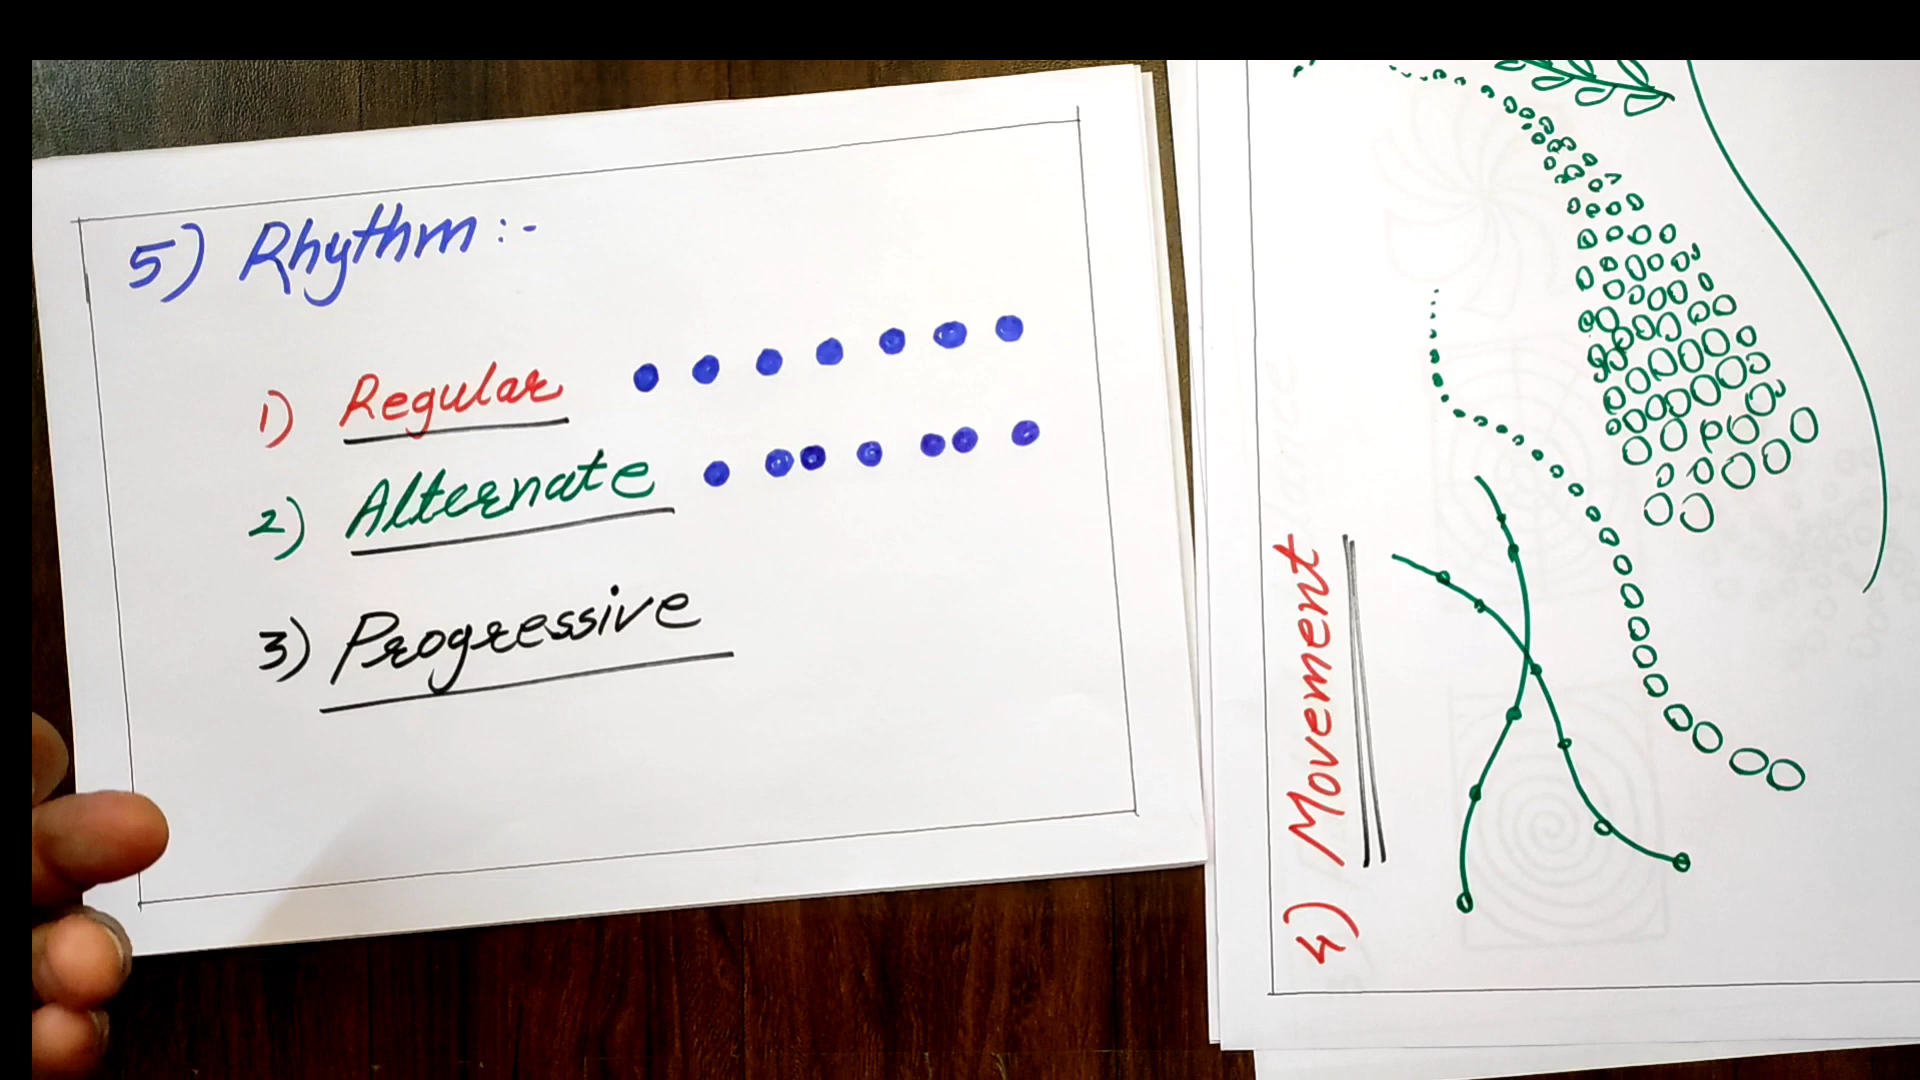 5) Rhythm :-
1) Regular
2) Alternate
3) Progressive
4) Movement